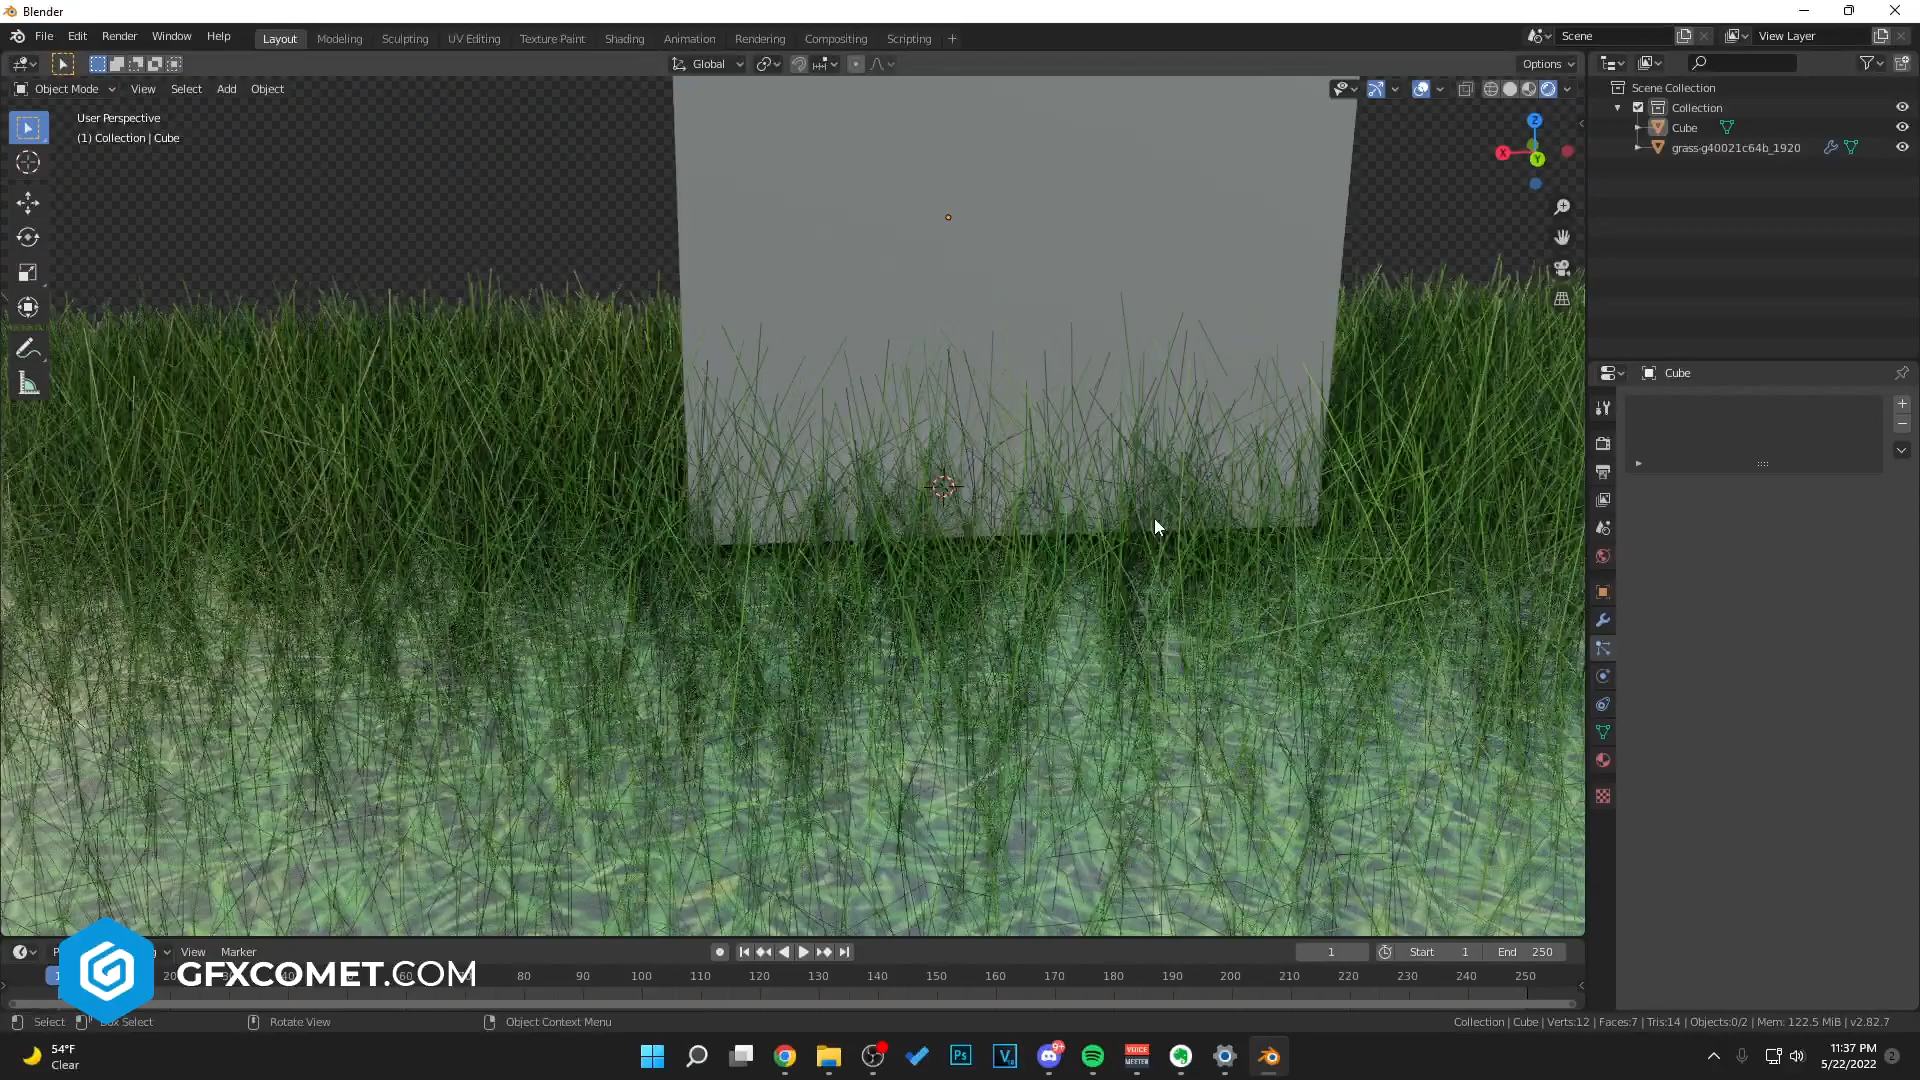 Blender
File Edit Render Window Help Layout Modeling Sculpting UV Editing Texture Paint Shading Animation Rendering Compositing Scripting + Scene View Layer
Global Options
Object Mode View Select Add Object
User Perspective
(1) Collection | Cube
Z
X
Y
Scene Collection
Collection
Cube
grass-g40021c64b_1920
Cube
View Marker 1 Start 1 End 250
80 90 100 110 120 130 140 150 160 170 180 190 200 210 220 230 240 250
GFXCOMET.COM
Select Box Select Rotate View Object Context Menu Collection | Cube | Verts:12 | Faces:7 | Tris:14 | Objects:0/2 | Mem: 122.5 MiB | v2.82.7
54°F
Clear
Ps
9+
VOICE
MEETER
11:37 PM
5/22/2022
2